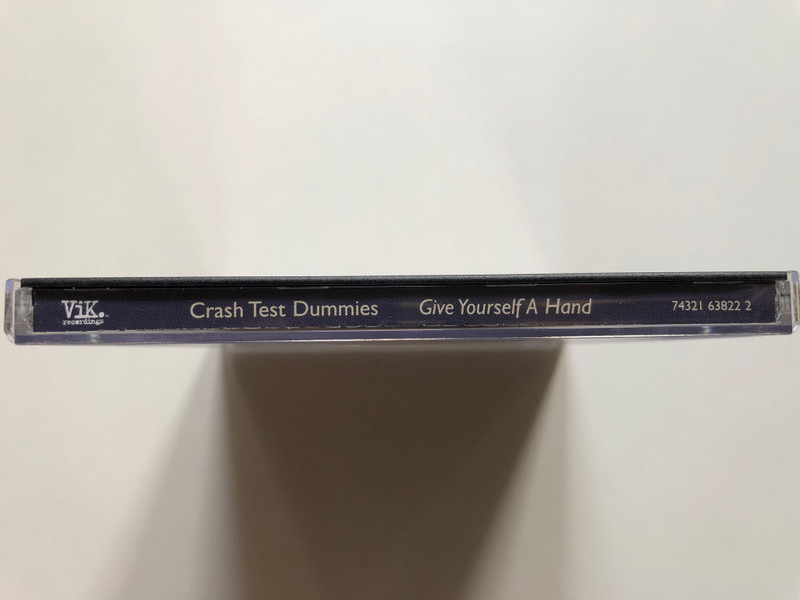 ViK.
recordings
Crash Test Dummies Give Yourself A Hand 74321 63822 2